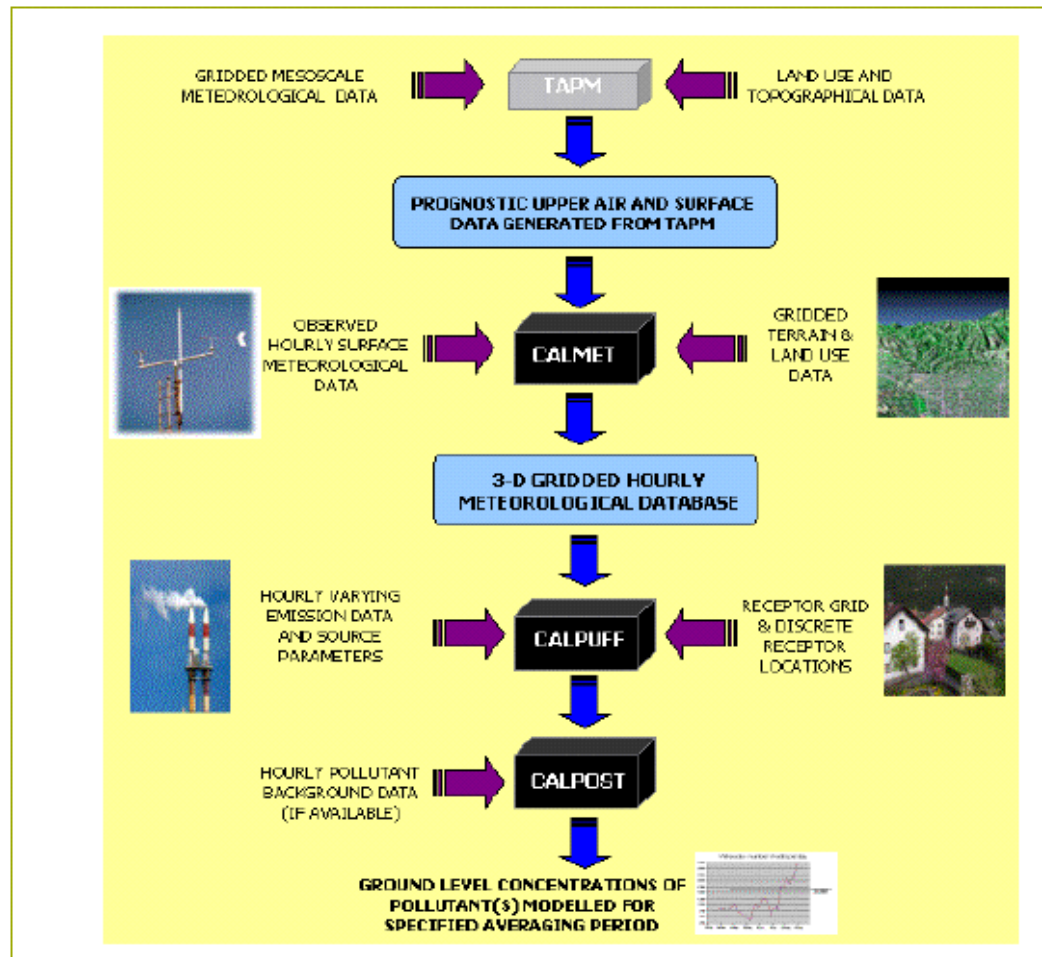 GRIDDED MESOSCALE
METEOROLOGICAL DATA
TAPM
LAND USE AND
TOPOGRAPHICAL DATA
PROGNOSTIC UPPER AIR AND SURFACE
DATA GENERATED FROM TAPM
OBSERVED
HOURLY SURFACE
METEOROLOGICAL
DATA
CALMET
GRIDDED
TERRAIN &
LAND USE
DATA
3-D GRIDDED HOURLY
METEOROLOGICAL DATABASE
HOURLY VARYING
EMISSION DATA
AND SOURCE
PARAMETERS
CALPUFF
RECEPTOR GRID
& DISCRETE
RECEPTOR
LOCATIONS
HOURLY POLLUTANT
BACKGROUND DATA
(IF AVAILABLE)
CALPOST
GROUND LEVEL CONCENTRATIONS OF
POLLUTANT(S) MODELLED FOR
SPECIFIED AVERAGING PERIOD